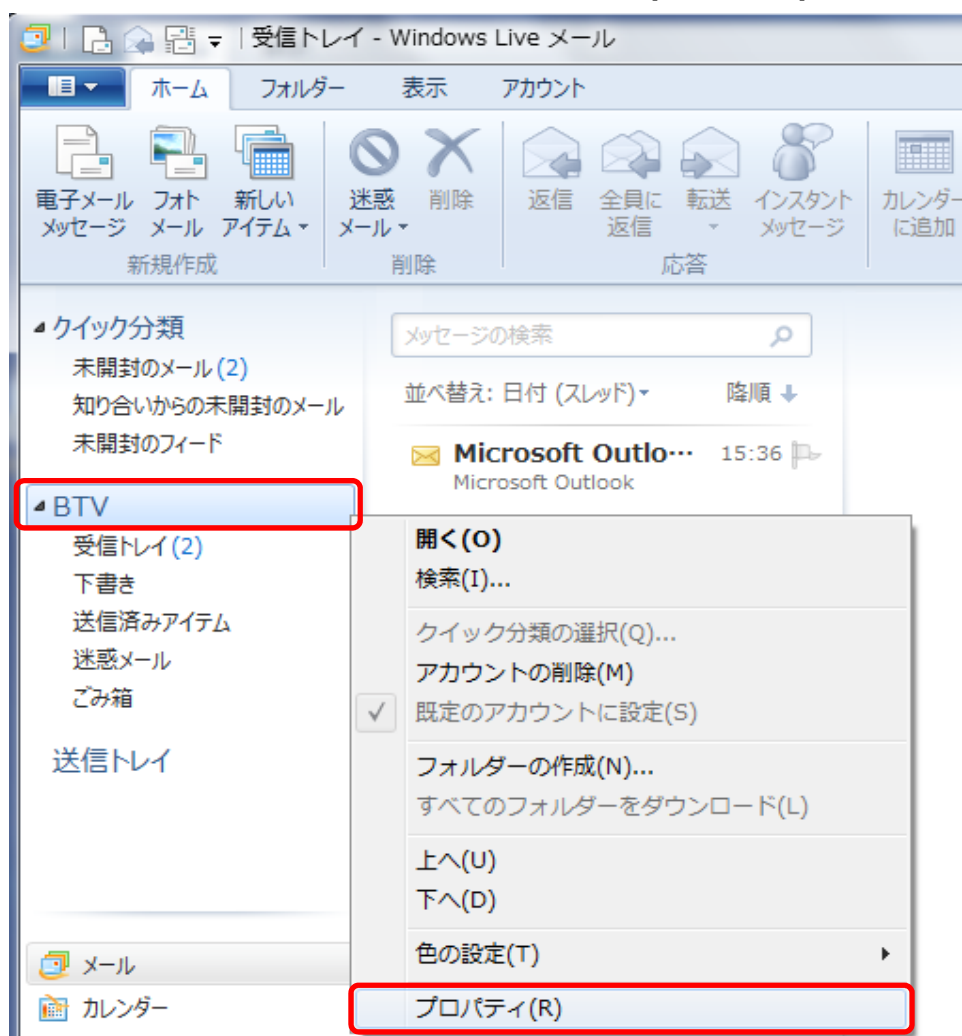 受信トレイ - Windows Live メール
ホーム フォルダー 表示 アカウント
電子メール フォト 新しい 迷惑 削除 返信 全員に 転送 インスタント カレンダー
メッセージ メール アイテム メール 返信 メッセージ に追加
新規作成 削除 応答
クイック分類
未開封のメール (2)
知り合いからの未開封のメール
未開封のフィード
BTV
受信トレイ (2)
下書き
送信済みアイテム
迷惑メール
ごみ箱
送信トレイ
メール
カレンダー
メッセージの検索
並べ替え: 日付 (スレッド) 降順
Microsoft Outlo… 15:36
Microsoft Outlook
開く(O)
検索(I)...
クイック分類の選択(Q)...
アカウントの削除(M)
既定のアカウントに設定(S)
フォルダーの作成(N)...
すべてのフォルダーをダウンロード(L)
上へ(U)
下へ(D)
色の設定(T)
プロパティ(R)